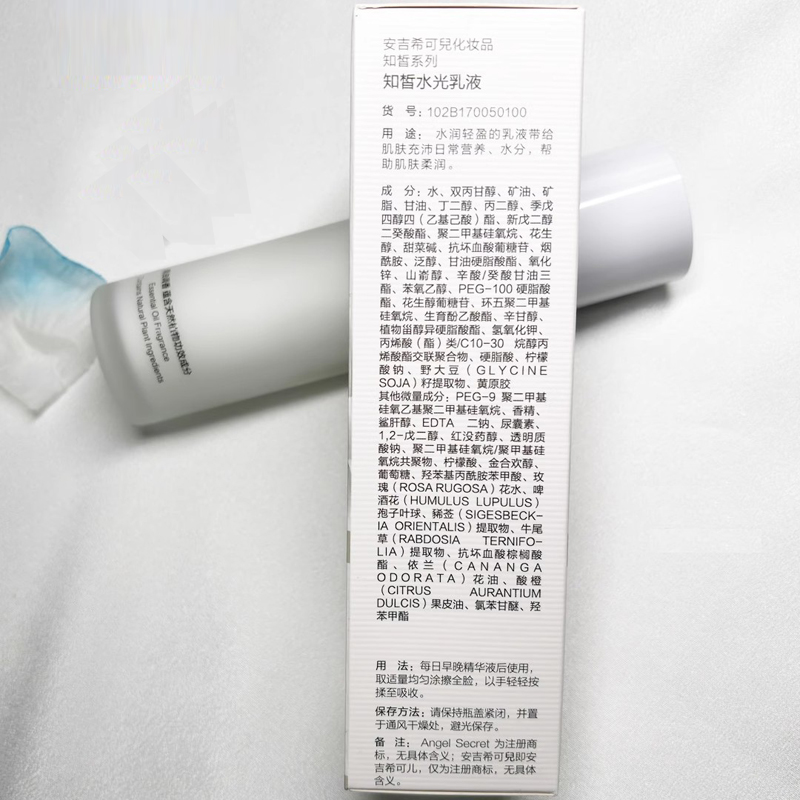 安吉希可兒化妆品
知皙系列
知皙水光乳液
货 号：102B170050100
用 途： 水润轻盈的乳液带给
肌肤充沛日常营养、水分，帮
助肌肤柔润。
成 分：水、双丙甘醇、矿油、矿
脂、甘油、丁二醇、丙二醇、季戊
四醇四（乙基己酸）酯、新戊二醇
二癸酸酯、聚二甲基硅氧烷、花生
醇、甜菜碱、抗坏血酸葡糖苷、烟
酰胺、泛醇、甘油硬脂酸酯、氧化
锌、山嵛醇、辛酸/癸酸甘油三
酯、苯氧乙醇、PEG-100 硬脂酸
酯、花生醇葡糖苷、环五聚二甲基
硅氧烷、生育酚乙酸酯、辛甘醇、
植物甾醇异硬脂酸酯、氢氧化钾、
丙烯酸（酯）类/C10-30 烷醇丙
烯酸酯交联聚合物、硬脂酸、柠檬
酸钠、野大豆（GLYCINE
SOJA）籽提取物、黄原胶
其他微量成分：PEG-9 聚二甲基
硅氧乙基聚二甲基硅氧烷、香精、
鲨肝醇、EDTA 二钠、尿囊素、
1,2-戊二醇、红没药醇、透明质
酸钠、聚二甲基硅氧烷/聚甲基硅
氧烷共聚物、柠檬酸、金合欢醇、
葡萄糖、羟苯基丙酰胺苯甲酸、玫
瑰（ROSA RUGOSA）花水、啤
酒花（HUMULUS LUPULUS）
孢子叶球、豨莶（SIGESBECK-
IA ORIENTALIS）提取物、牛尾
草（RABDOSIA TERNIFO-
LIA）提取物、抗坏血酸棕榈酸
酯、依兰（CANANGA
ODORATA）花油、酸橙
（CITRUS AURANTIUM
DULCIS）果皮油、氯苯甘醚、羟
苯甲酯
用 法：每日早晚精华液后使用，
取适量均匀涂擦全脸，以手轻轻按
揉至吸收。
保存方法：请保持瓶盖紧闭，并置
于通风干燥处，避光保存。
备 注：Angel Secret 为注册商
标，无具体含义；安吉希可兒即安
吉希可儿，仅为注册商标，无具体
含义。
蕴含天然植物功效成分
Essential Oil Fragrance
Natural Plant Ingredients